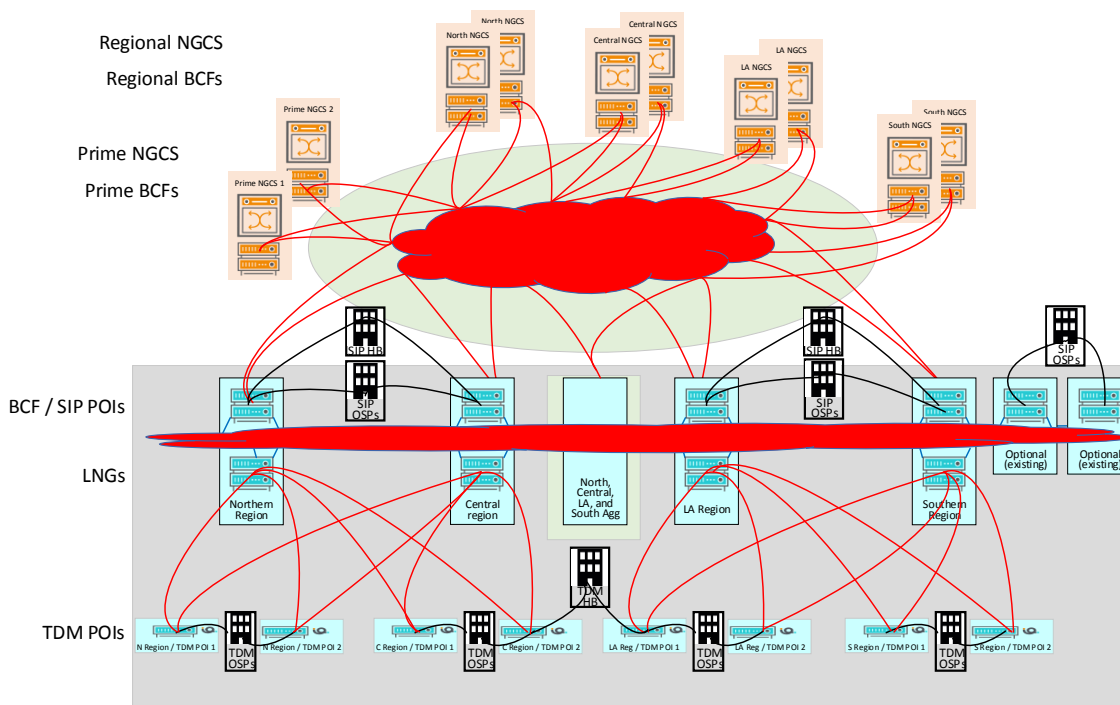 Regional NGCS
Regional BCFs
Prime NGCS
Prime BCFs
North NGCS
North NGCS
Central NGCS
Central NGCS
LA NGCS
LA NGCS
South NGCS
South NGCS
Prime NGCS 2
Prime NGCS 1
SIP HB
SIP HB
SIP
OSPs
SIP
OSPs
SIP
OSPs
BCF / SIP POIs
LNGs
Northern
Region
Central
region
North,
Central,
LA, and
South Agg
LA Region
Southern
Region
Optional
(existing)
Optional
(existing)
TDM
HB
TDM POIs
N Region / TDM POI 1
TDM
OSPs
N Region / TDM POI 2
C Region / TDM POI 1
TDM
OSPs
C Region / TDM POI 2
LA Reg / TDM POI 1
TDM
OSPs
LA Reg / TDM POI 2
S Region / TDM POI 1
TDM
OSPs
S Region / TDM POI 2